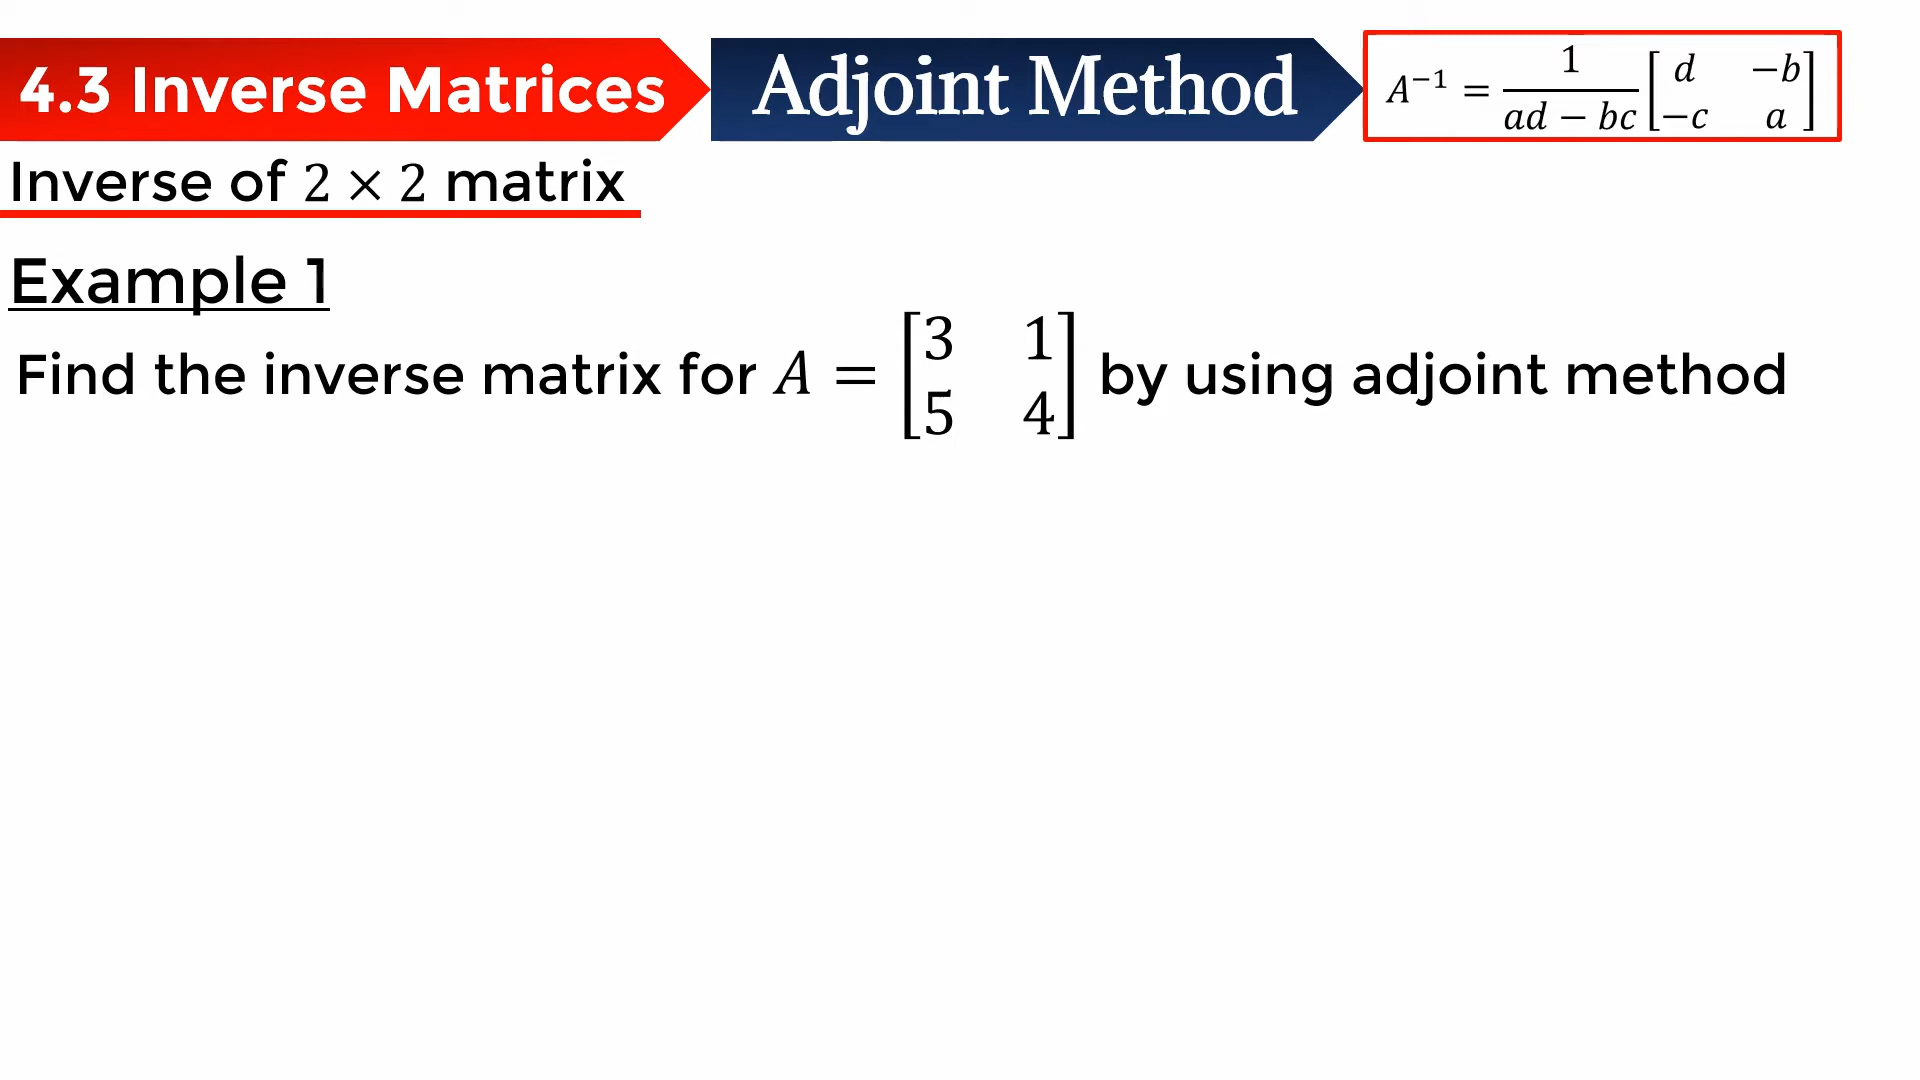 4.3 Inverse Matrices
Adjoint Method
A⁻¹ = 1/(ad − bc) [d −b; −c a]
Inverse of 2 × 2 matrix
Example 1
Find the inverse matrix for A = [3 1; 5 4] by using adjoint method